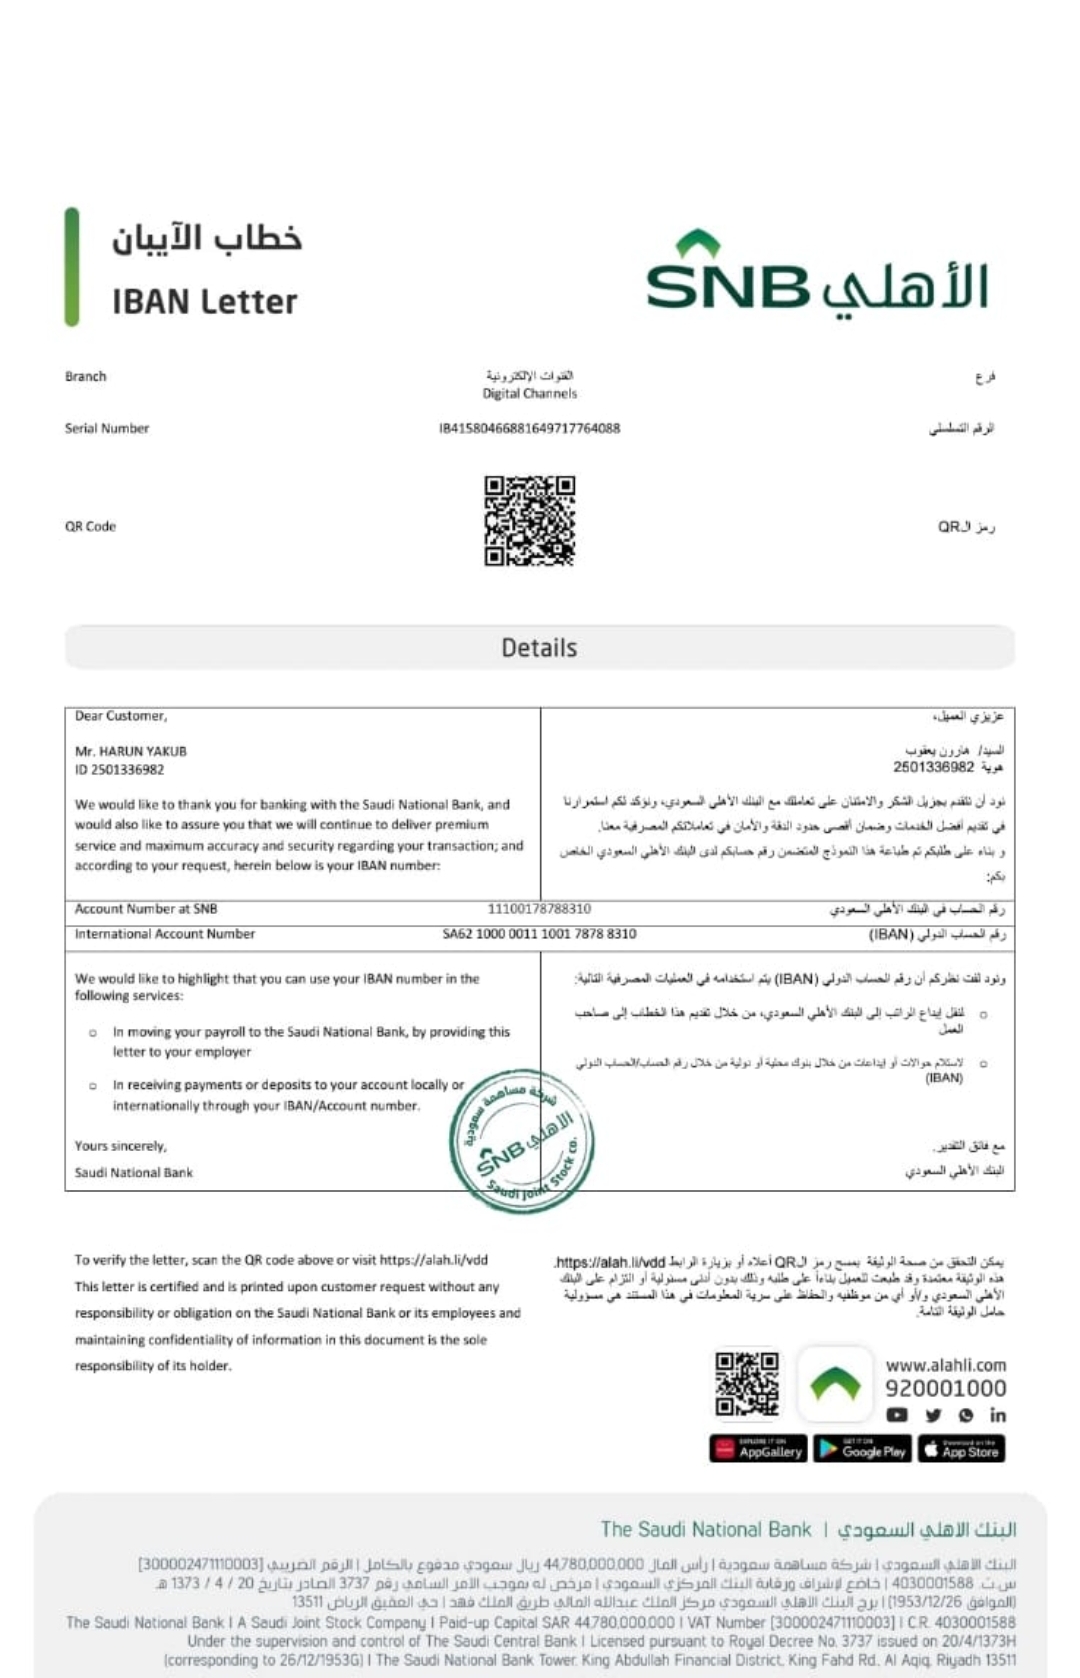 خطاب الآيبان
IBAN Letter
SNB الأهلي
Branch
القنوات الإلكترونية
Digital Channels
فرع
Serial Number
IB41580466881649717764088
الرقم التسلسلي
QR Code
رمز الـQR
Details
Dear Customer,
Mr. HARUN YAKUB
ID 2501336982
We would like to thank you for banking with the Saudi National Bank, and
would also like to assure you that we will continue to deliver premium
service and maximum accuracy and security regarding your transaction; and
according to your request, herein below is your IBAN number:
عزيزي العميل،
السيد/ هارون يعقوب
هوية 2501336982
نود أن نتقدم بجزيل الشكر والامتنان على تعاملك مع البنك الأهلي السعودي، ونؤكد لكم استمرارنا
في تقديم أفضل الخدمات وضمان أقصى حدود الدقة والأمان في تعاملاتكم المصرفية معنا.
و بناء على طلبكم تم طباعة هذا النموذج المتضمن رقم حسابكم لدى البنك الأهلي السعودي الخاص
بكم:
Account Number at SNB
11100178788310
رقم الحساب في البنك الأهلي السعودي
International Account Number
SA62 1000 0011 1001 7878 8310
رقم الحساب الدولي (IBAN)
We would like to highlight that you can use your IBAN number in the
following services:
o In moving your payroll to the Saudi National Bank, by providing this
letter to your employer
o In receiving payments or deposits to your account locally or
internationally through your IBAN/Account number.
Yours sincerely,
Saudi National Bank
ونود لفت نظركم أن رقم الحساب الدولي (IBAN) يتم استخدامه في العمليات المصرفية التالية:
o لنقل إيداع الراتب إلى البنك الأهلي السعودي، من خلال تقديم هذا الخطاب إلى صاحب
العمل
o لاستلام حوالات أو إيداعات من خلال بنوك محلية أو دولية من خلال رقم الحساب/الحساب الدولي
(IBAN)
مع فائق التقدير.
البنك الأهلي السعودي
شركة مساهمة سعودية
SNB الأهلي
Saudi Joint Stock co.
To verify the letter, scan the QR code above or visit https://alah.li/vdd
This letter is certified and is printed upon customer request without any
responsibility or obligation on the Saudi National Bank or its employees and
maintaining confidentiality of information in this document is the sole
responsibility of its holder.
يمكن التحقق من صحة الوثيقة بمسح رمز الـQR أعلاه أو بزيارة الرابط https://alah.li/vdd.
هذه الوثيقة معتمدة وقد طبعت للعميل بناءاً على طلبه وذلك بدون أدنى مسئولية أو التزام على البنك
الأهلي السعودي و/أو أي من موظفيه والحفاظ على سرية المعلومات في هذا المستند هي مسؤولية
حامل الوثيقة التامة.
www.alahli.com
920001000
EXPLORE IT ON
AppGallery
GET IT ON
Google Play
Download on the
App Store
The Saudi National Bank | البنك الأهلي السعودي
البنك الأهلي السعودي | شركة مساهمة سعودية | رأس المال 44,780,000,000 ريال سعودي مدفوع بالكامل | الرقم الضريبي [300002471110003]
س.ت. 4030001588 | خاضع لإشراف ورقابة البنك المركزي السعودي | مرخص له بموجب الأمر السامي رقم 3737 الصادر بتاريخ 20 / 4 / 1373 هـ
(الموافق 1953/12/26) | برج البنك الأهلي السعودي مركز الملك عبدالله المالي طريق الملك فهد | حي العقيق الرياض 13511
The Saudi National Bank I A Saudi Joint Stock Company I Paid-up Capital SAR 44,780,000,000 I VAT Number [300002471110003] I C.R. 4030001588
Under the supervision and control of The Saudi Central Bank I Licensed pursuant to Royal Decree No. 3737 issued on 20/4/1373H
(corresponding to 26/12/1953G) I The Saudi National Bank Tower, King Abdullah Financial District, King Fahd Rd., Al Aqiq, Riyadh 13511